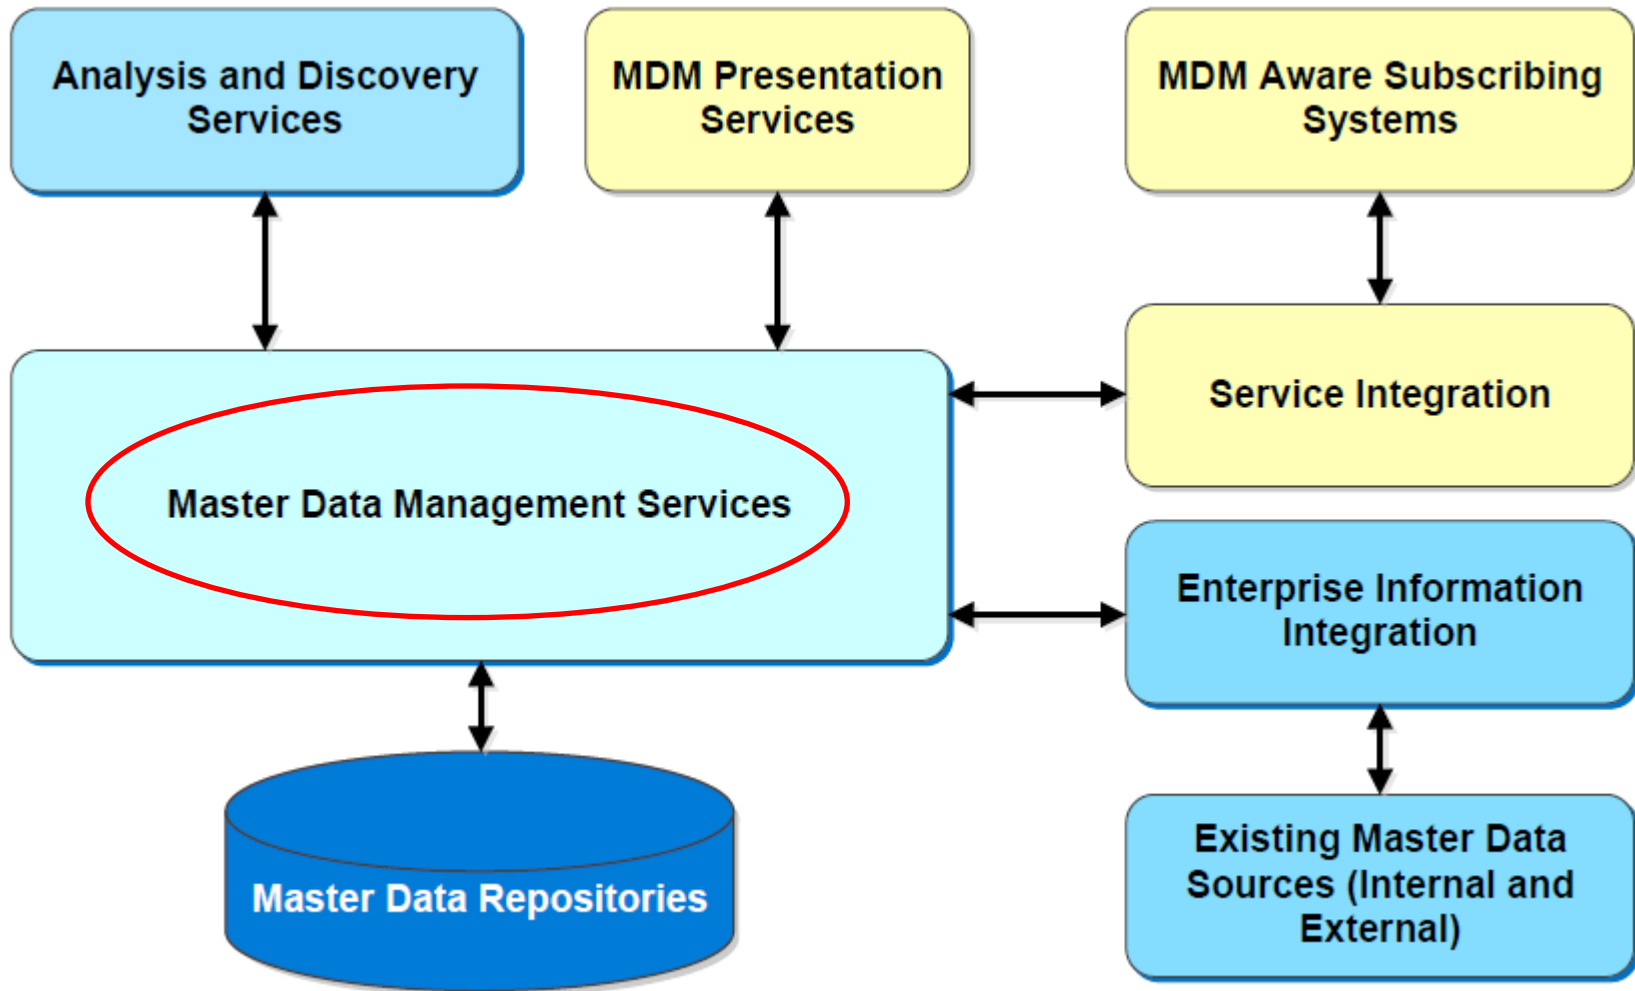 Analysis and Discovery
Services
MDM Presentation
Services
MDM Aware Subscribing
Systems
Service Integration
Master Data Management Services
Enterprise Information
Integration
Master Data Repositories
Existing Master Data
Sources (Internal and
External)